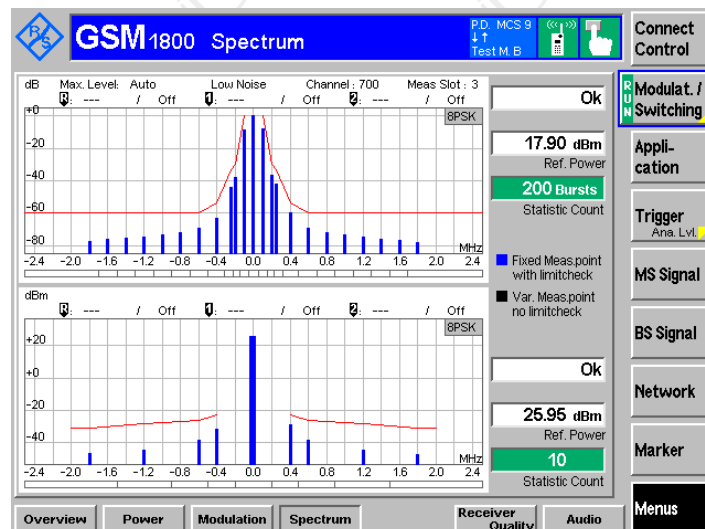 R&S
GSM 1800 Spectrum
P.D. MCS 9
Test M. B
Connect Control
dB Max. Level: Auto Low Noise Channel : 700 Meas Slot : 3
R : --- / Off 1 : --- / Off 2 : --- / Off
8PSK
+0
-20
-40
-60
-80
MHz
-2.4 -2.0 -1.6 -1.2 -0.8 -0.4 0.0 0.4 0.8 1.2 1.6 2.0 2.4
Ok
17.90 dBm
Ref. Power
200 Bursts
Statistic Count
Fixed Meas.point
with limitcheck
Var. Meas.point
no limitcheck
dBm
R : --- / Off 1 : --- / Off 2 : --- / Off
8PSK
+20
+0
-20
-40
MHz
-2.4 -2.0 -1.6 -1.2 -0.8 -0.4 0.0 0.4 0.8 1.2 1.6 2.0 2.4
Ok
25.95 dBm
Ref. Power
10
Statistic Count
RUN
Modulat. /
Switching
Appli-
cation
Trigger
Ana. Lvl.
MS Signal
BS Signal
Network
Marker
Menus
Overview Power Modulation Spectrum Receiver Quality Audio